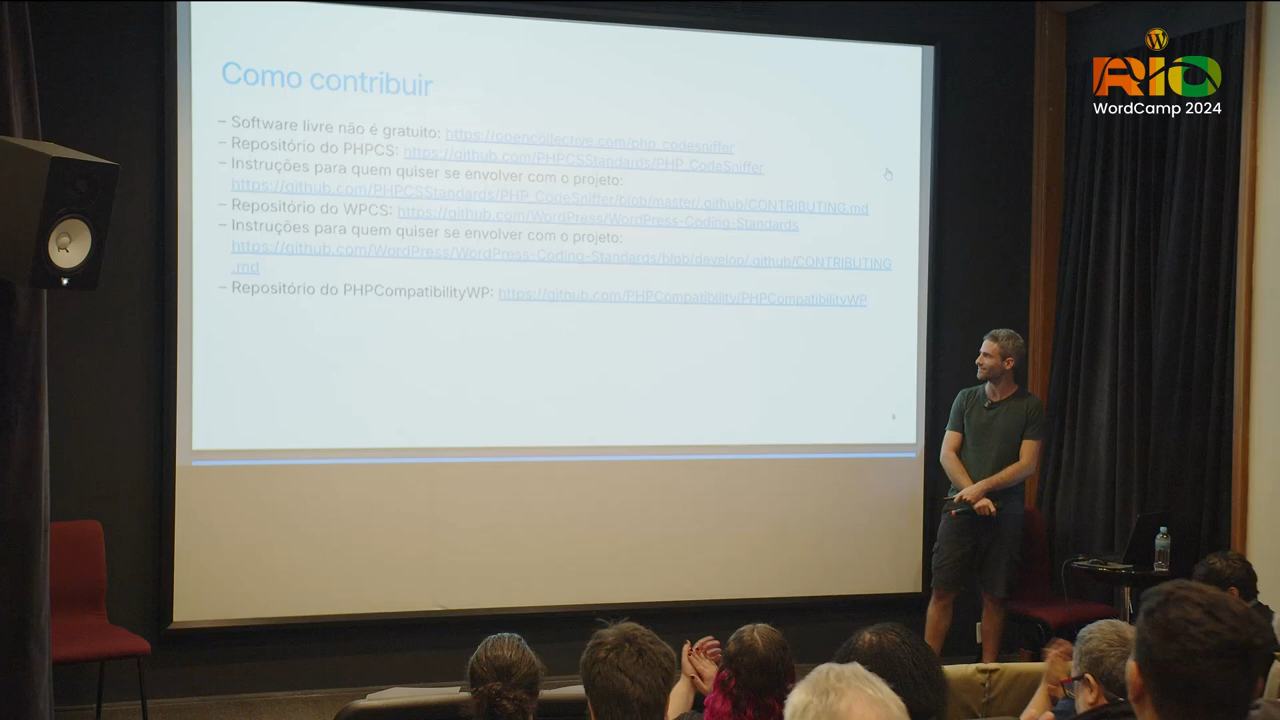 Como contribuir
– Software livre não é gratuito: https://opencollective.com/php_codesniffer
– Repositório do PHPCS: https://github.com/PHPCSStandards/PHP_CodeSniffer
– Instruções para quem quiser se envolver com o projeto:
https://github.com/PHPCSStandards/PHP_CodeSniffer/blob/master/.github/CONTRIBUTING.md
– Repositório do WPCS: https://github.com/WordPress/WordPress-Coding-Standards
– Instruções para quem quiser se envolver com o projeto:
https://github.com/WordPress/WordPress-Coding-Standards/blob/develop/.github/CONTRIBUTING
.md
– Repositório do PHPCompatibilityWP: https://github.com/PHPCompatibility/PHPCompatibilityWP
W
RIO
WordCamp 2024